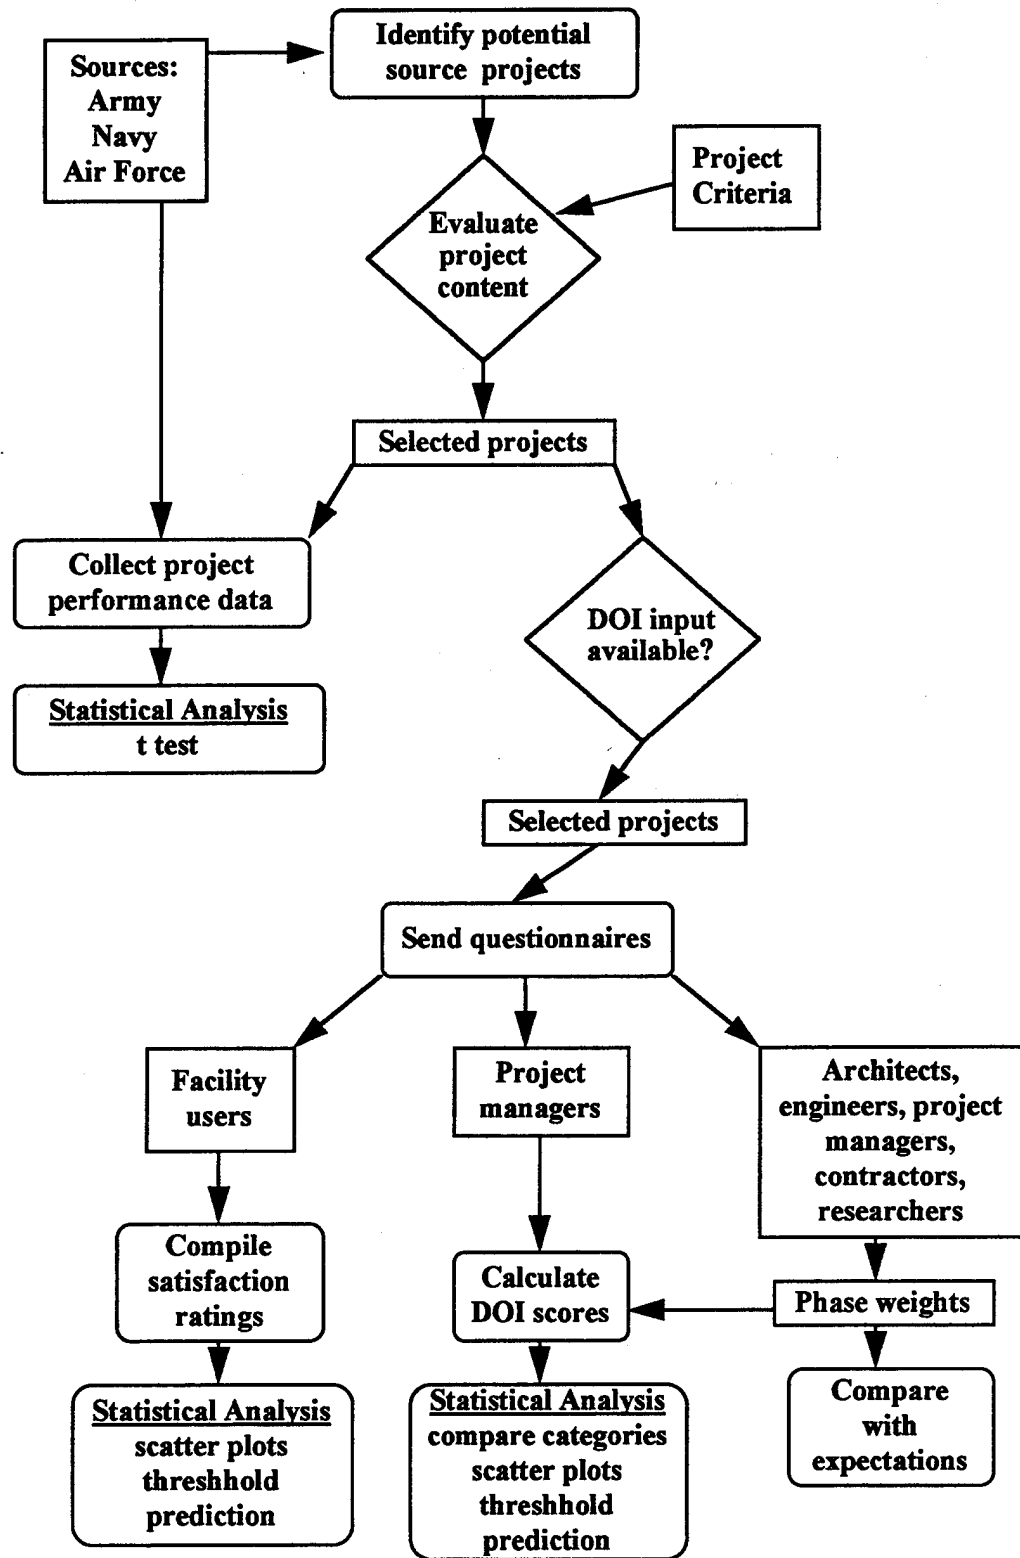 Identify potential
source projects
Sources:
Army
Navy
Air Force
Project
Criteria
Evaluate
project
content
Selected projects
Collect project
performance data
DOI input
available?
Statistical Analysis
t test
Selected projects
Send questionnaires
Facility
users
Project
managers
Architects,
engineers, project
managers,
contractors,
researchers
Compile
satisfaction
ratings
Calculate
DOI scores
Phase weights
Statistical Analysis
scatter plots
threshhold
prediction
Statistical Analysis
compare categories
scatter plots
threshhold
prediction
Compare
with
expectations